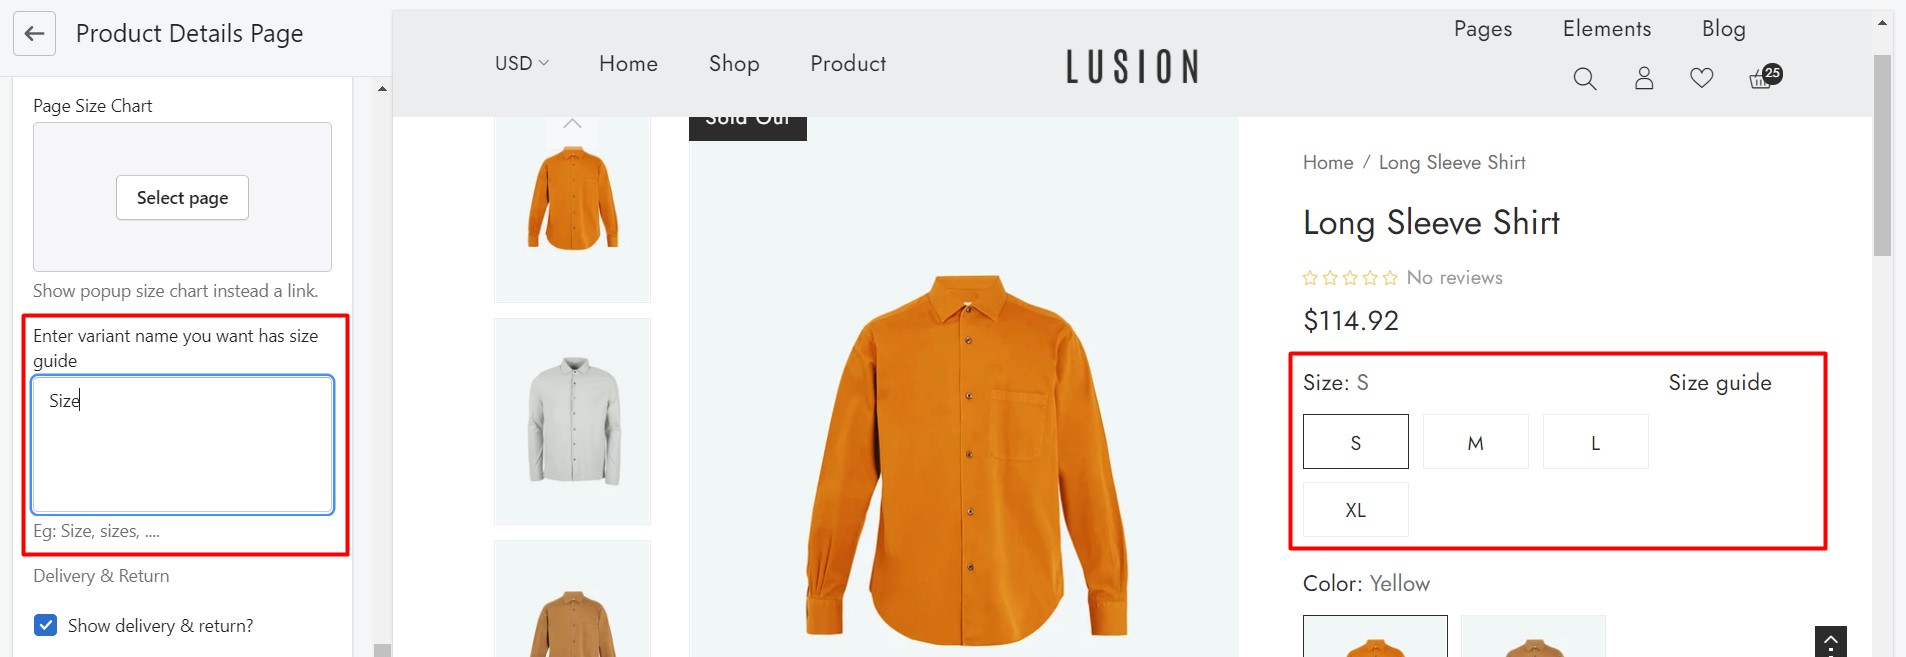 Product Details Page
Page Size Chart
Select page
Show popup size chart instead a link.
Enter variant name you want has size
guide
Size
Eg: Size, sizes, ....
Delivery & Return
Show delivery & return?
USD
Home
Shop
Product
LUSION
Pages
Elements
Blog
25
Sold Out
Home / Long Sleeve Shirt
Long Sleeve Shirt
No reviews
$114.92
Size: S
Size guide
S
M
L
XL
Color: Yellow